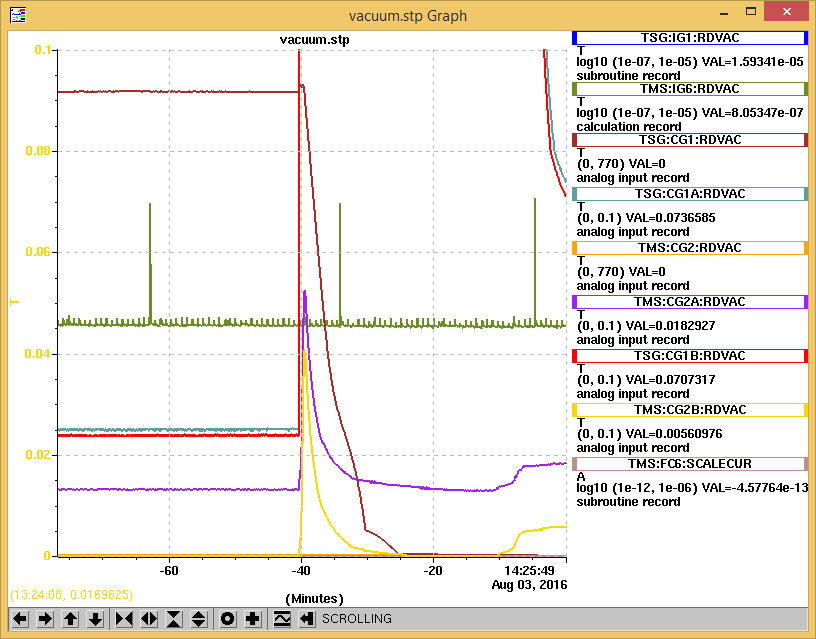 vacuum.stp Graph
vacuum.stp
0.1
0.08
0.06
T
0.04
0.02
0
-60
-40
-20
14:25:49
Aug 03, 2016
(Minutes)
(13:24:08, 0.0169625)
SCROLLING
TSG:IG1:RDVAC
T
log10 (1e-07, 1e-05) VAL=1.59341e-05
subroutine record
TMS:IG6:RDVAC
T
log10 (1e-07, 1e-05) VAL=8.05347e-07
calculation record
TSG:CG1:RDVAC
T
(0, 770) VAL=0
analog input record
TSG:CG1A:RDVAC
T
(0, 0.1) VAL=0.0736585
analog input record
TMS:CG2:RDVAC
T
(0, 770) VAL=0
analog input record
TMS:CG2A:RDVAC
T
(0, 0.1) VAL=0.0182927
analog input record
TSG:CG1B:RDVAC
T
(0, 0.1) VAL=0.0707317
analog input record
TMS:CG2B:RDVAC
T
(0, 0.1) VAL=0.00560976
analog input record
TMS:FC6:SCALECUR
A
log10 (1e-12, 1e-06) VAL=-4.57764e-13
subroutine record